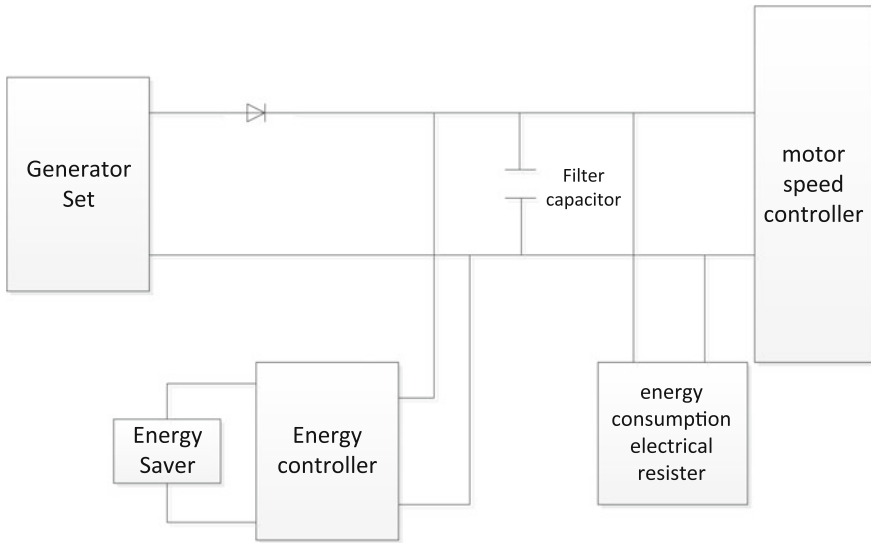 Generator
Set
Filter
capacitor
motor
speed
controller
Energy
Saver
Energy
controller
energy
consumption
electrical
resister